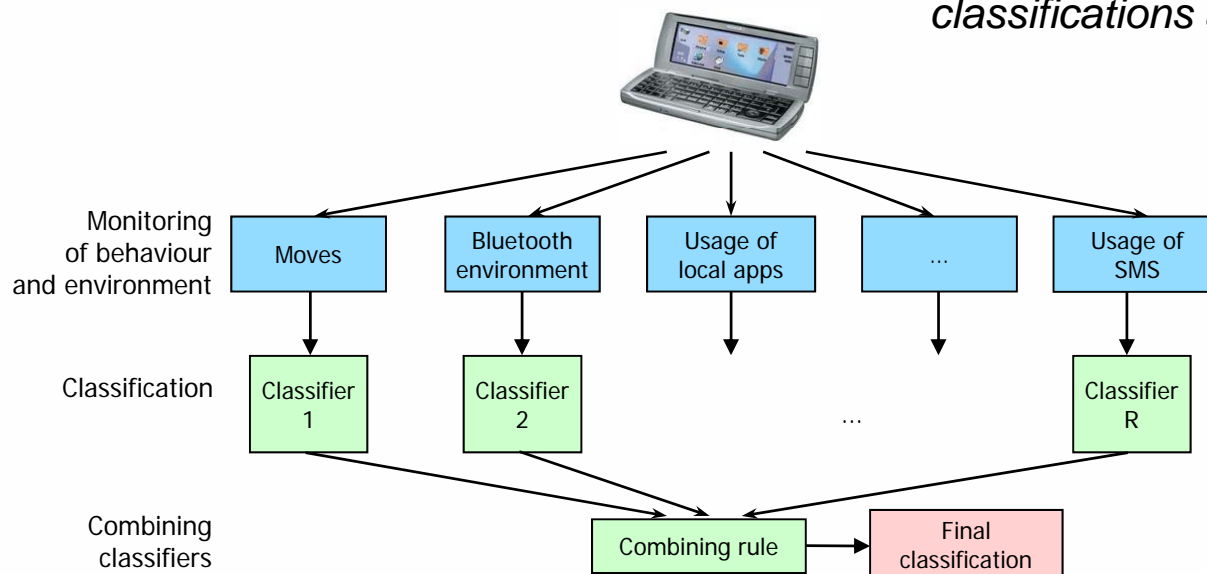 classifications
Monitoring
of behaviour
and environment
Moves
Bluetooth
environment
Usage of
local apps
...
Usage of
SMS
Classification
Classifier
1
Classifier
2
...
Classifier
R
Combining
classifiers
Combining rule
Final
classification